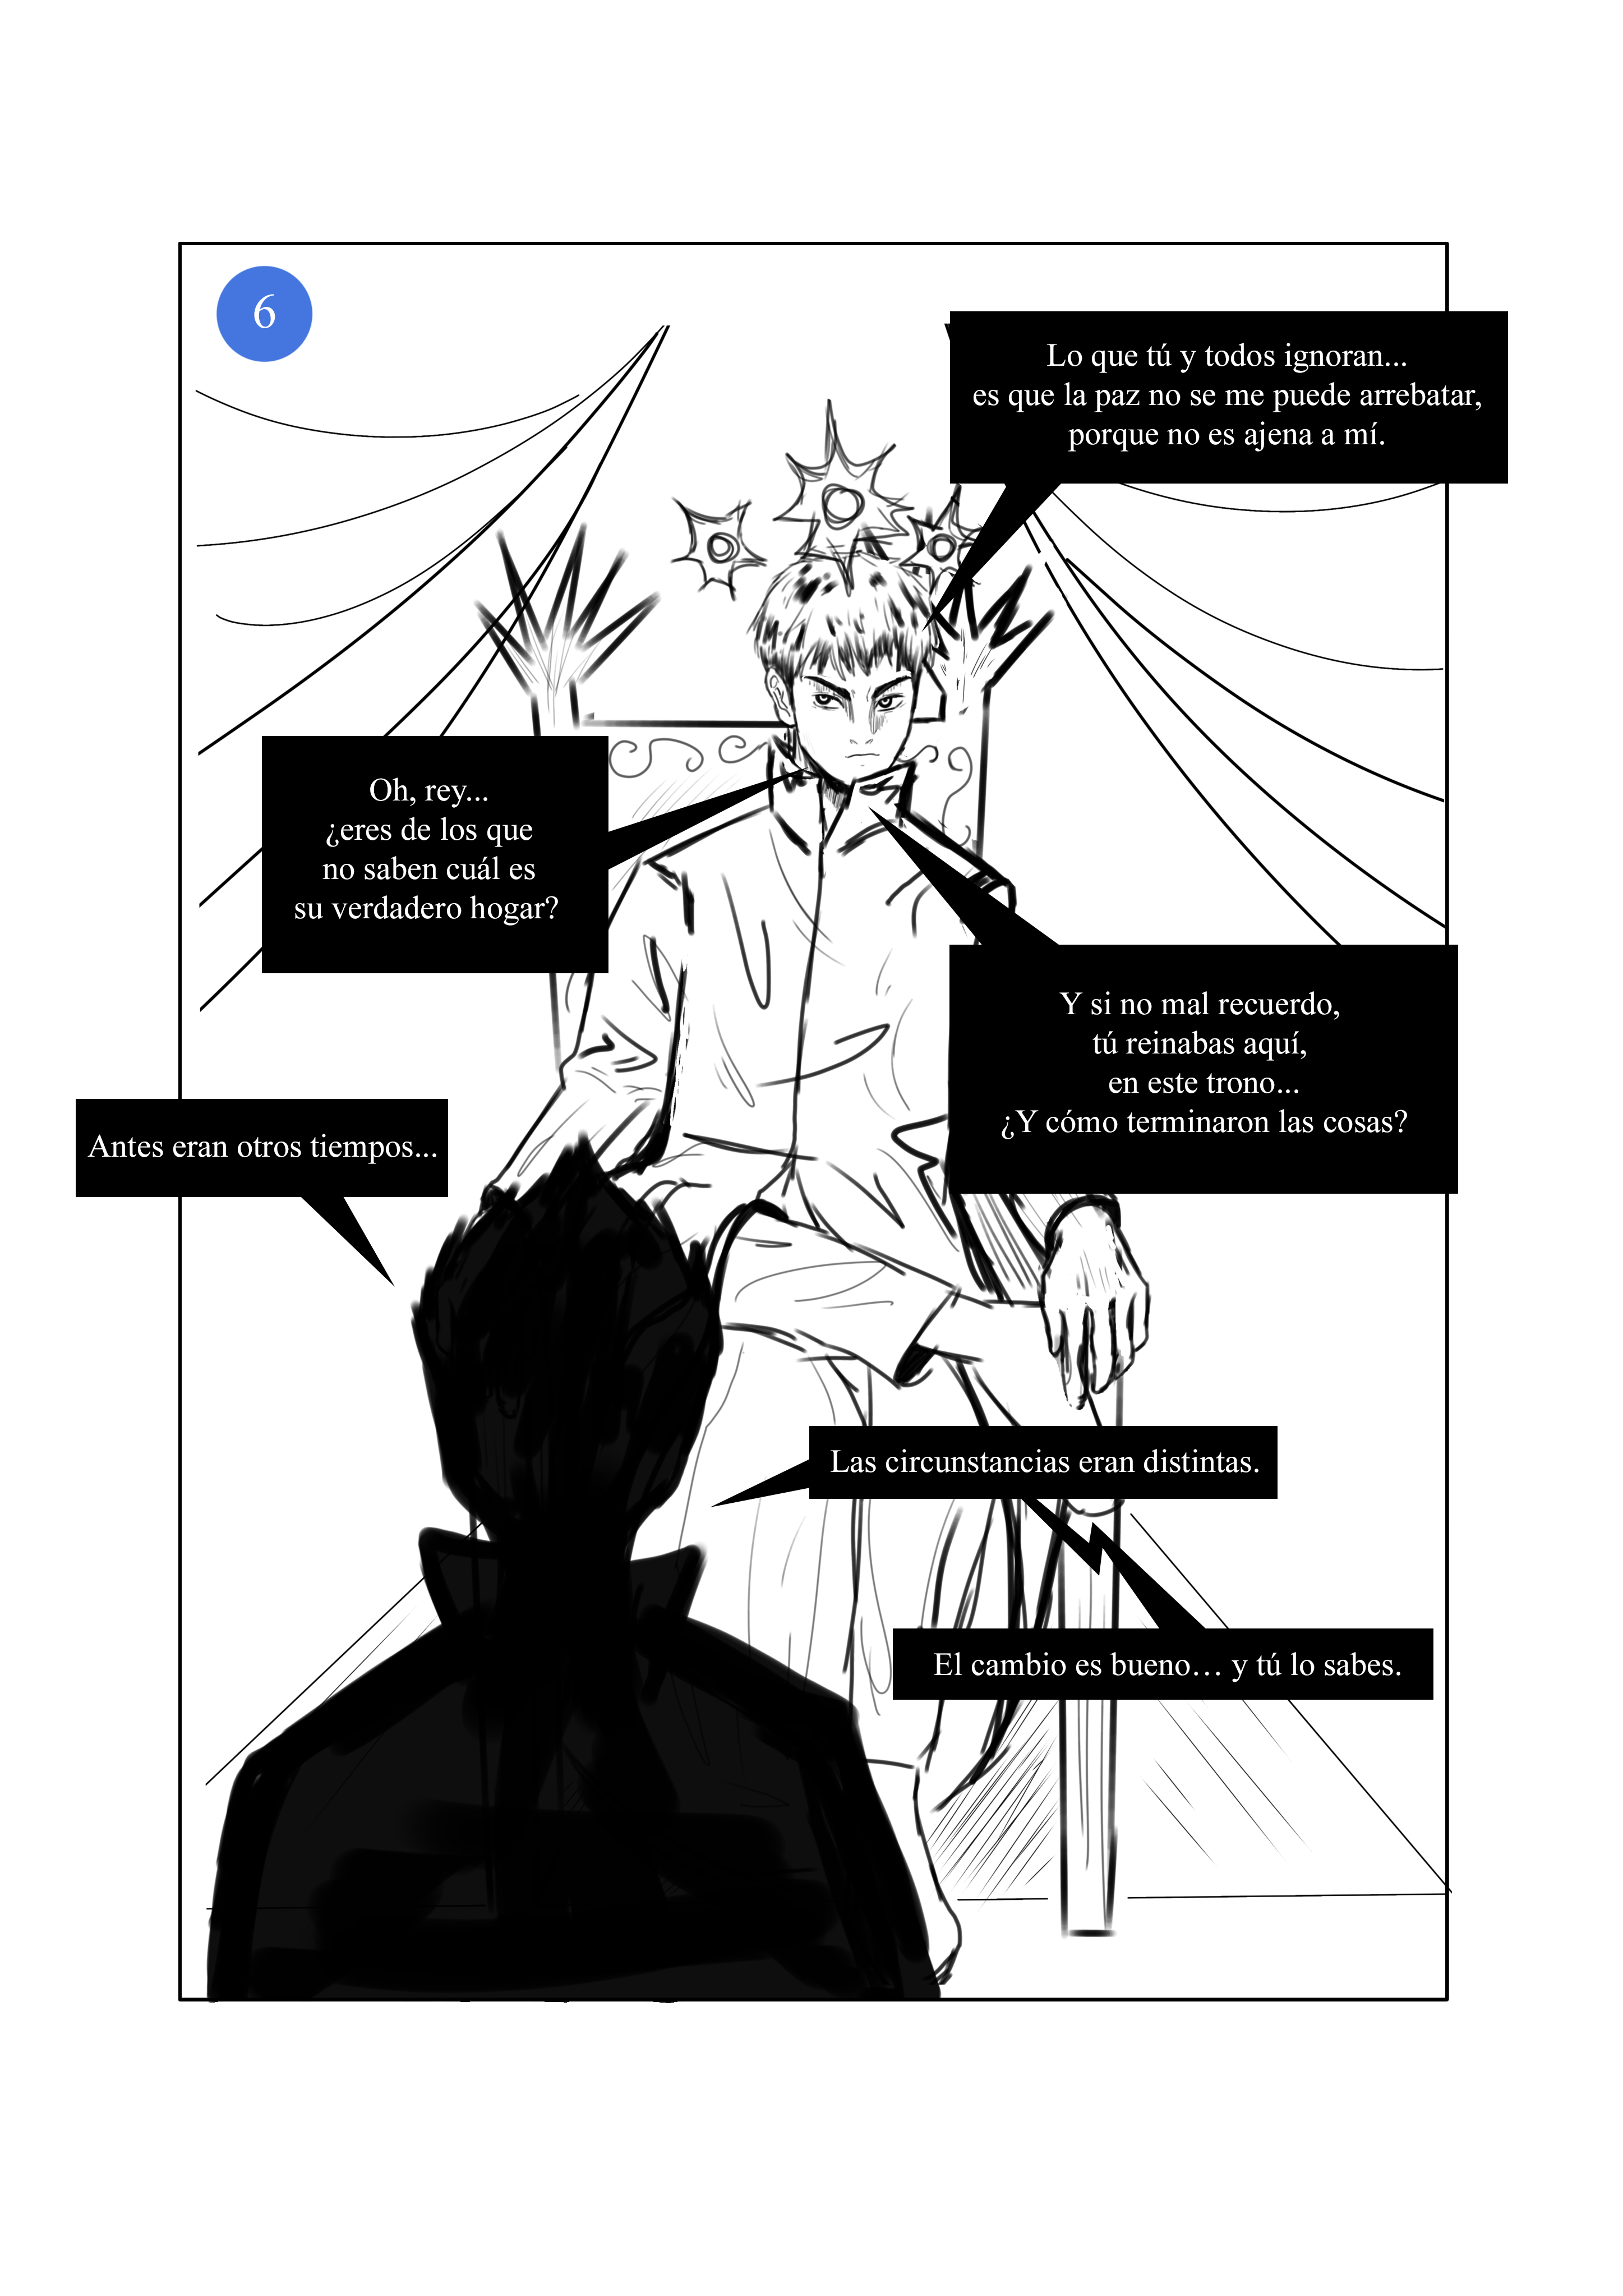 6
Lo que tú y todos ignoran...
es que la paz no se me puede arrebatar,
porque no es ajena a mí.
Oh, rey...
¿eres de los que
no saben cuál es
su verdadero hogar?
Y si no mal recuerdo,
tú reinabas aquí,
en este trono...
¿Y cómo terminaron las cosas?
Antes eran otros tiempos...
Las circunstancias eran distintas.
El cambio es bueno… y tú lo sabes.